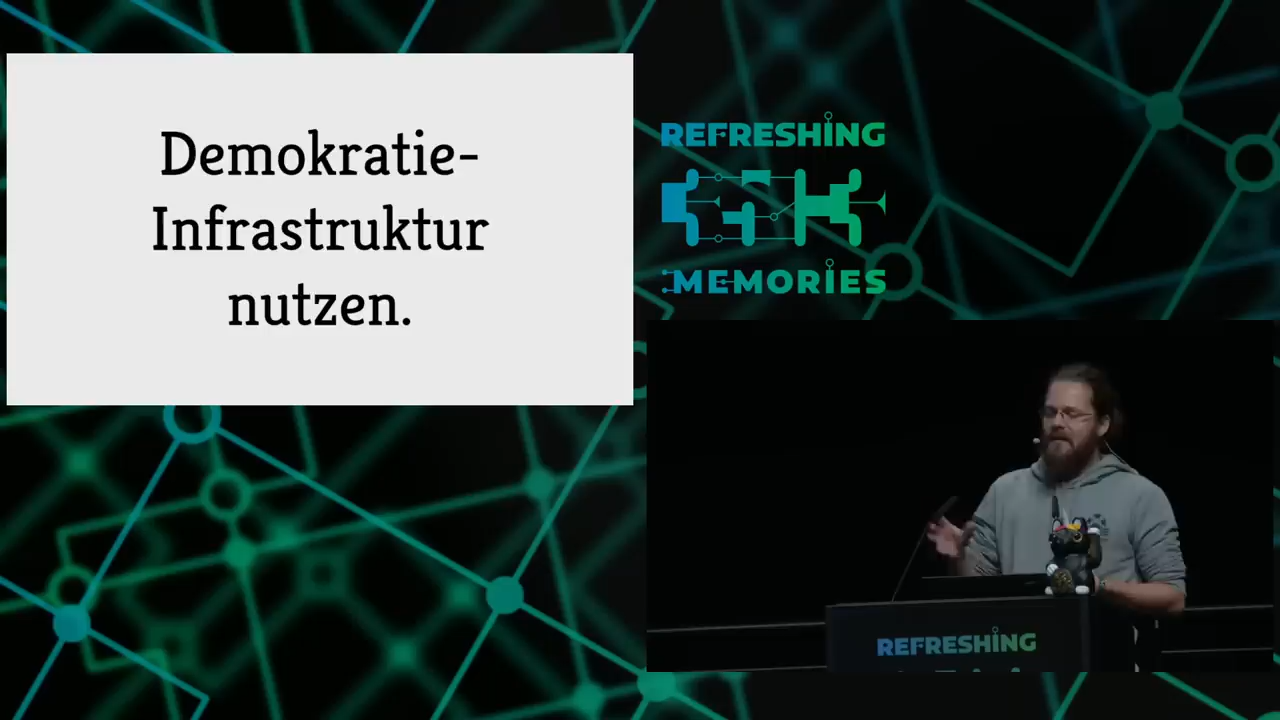 Demokratie-
Infrastruktur
nutzen.
REFRESHING
MEMORIES
REFRESHING